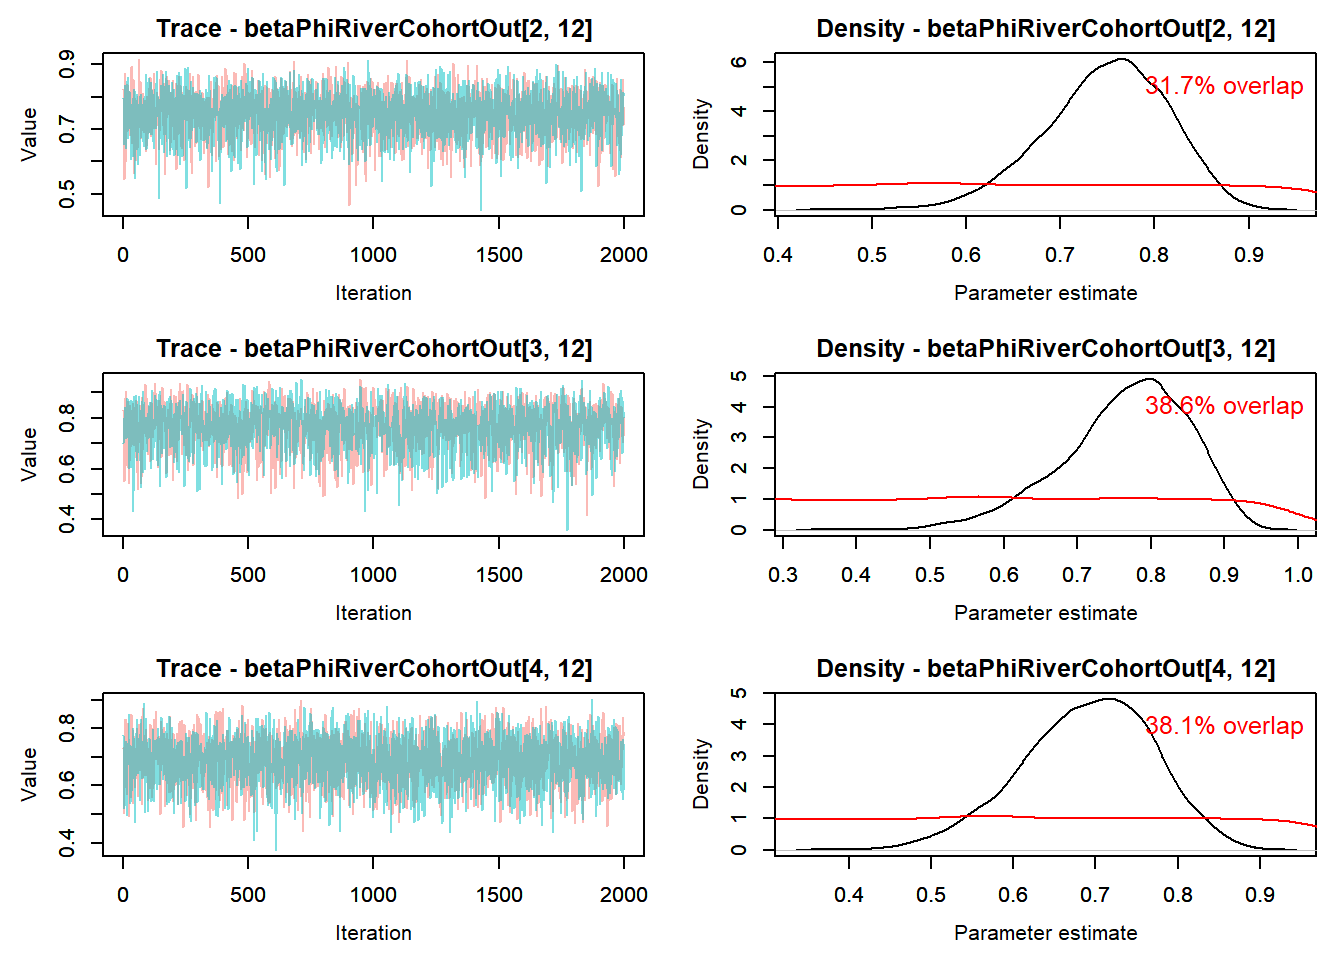 Trace - betaPhiRiverCohortOut[2, 12]
Value
0.5 0.7 0.9
0 500 1000 1500 2000
Iteration
Density - betaPhiRiverCohortOut[2, 12]
Density
0 2 4 6
31.7% overlap
0.4 0.5 0.6 0.7 0.8 0.9
Parameter estimate
Trace - betaPhiRiverCohortOut[3, 12]
Value
0.4 0.6 0.8
0 500 1000 1500 2000
Iteration
Density - betaPhiRiverCohortOut[3, 12]
Density
0 1 2 3 4 5
38.6% overlap
0.3 0.4 0.5 0.6 0.7 0.8 0.9 1.0
Parameter estimate
Trace - betaPhiRiverCohortOut[4, 12]
Value
0.4 0.6 0.8
0 500 1000 1500 2000
Iteration
Density - betaPhiRiverCohortOut[4, 12]
Density
0 1 2 3 4 5
38.1% overlap
0.4 0.5 0.6 0.7 0.8 0.9
Parameter estimate